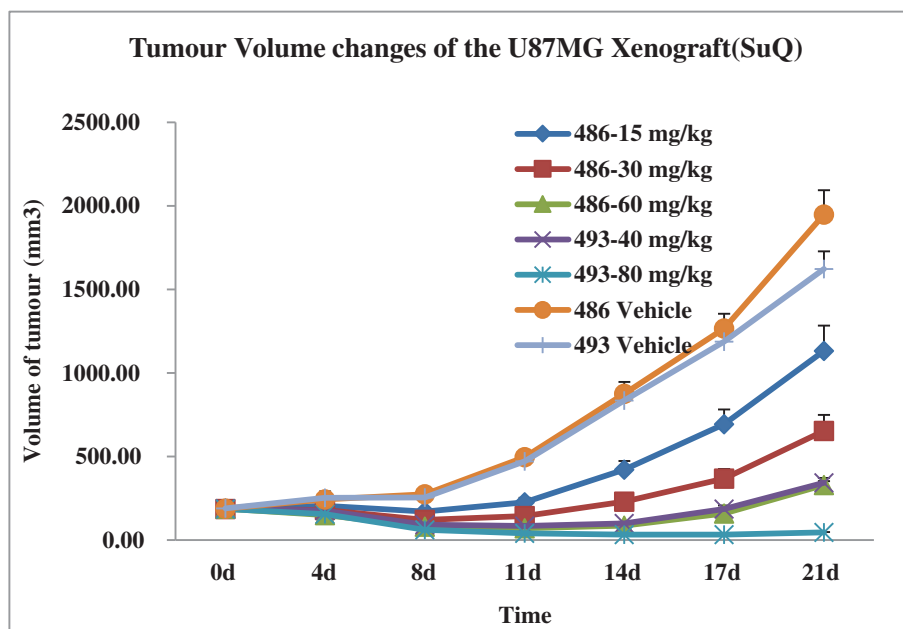 Tumour Volume changes of the U87MG Xenograft(SuQ)
2500.00
2000.00
1500.00
1000.00
500.00
0.00
Volume of tumour (mm3)
486-15 mg/kg
486-30 mg/kg
486-60 mg/kg
493-40 mg/kg
493-80 mg/kg
486 Vehicle
493 Vehicle
0d 4d 8d 11d 14d 17d 21d
Time